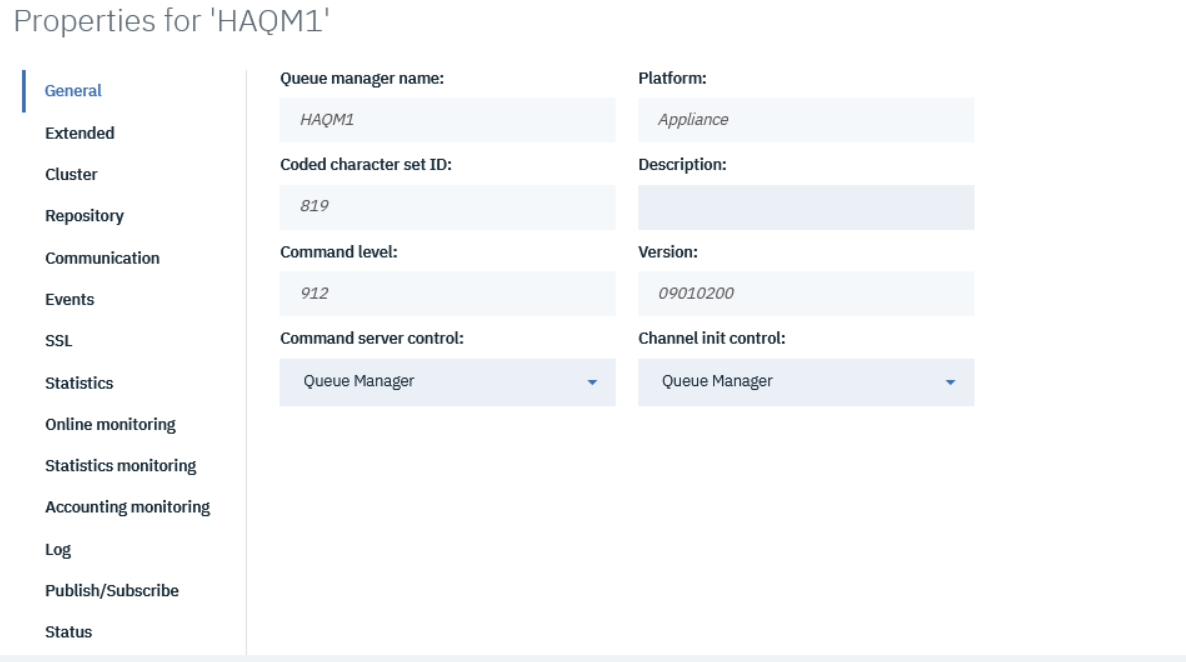 Properties for 'HAQM1'
General
Extended
Cluster
Repository
Communication
Events
SSL
Statistics
Online monitoring
Statistics monitoring
Accounting monitoring
Log
Publish/Subscribe
Status
Queue manager name:
HAQM1
Platform:
Appliance
Coded character set ID:
819
Description:
Command level:
912
Version:
09010200
Command server control:
Queue Manager
Channel init control:
Queue Manager